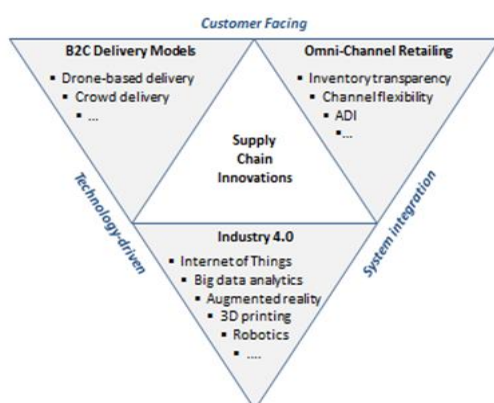 Customer Facing
B2C Delivery Models
▪ Drone-based delivery
▪ Crowd delivery
▪ ...
Omni-Channel Retailing
▪ Inventory transparency
▪ Channel flexibility
▪ ADI
▪ ...
Supply
Chain
Innovations
Technology-driven
System integration
Industry 4.0
▪ Internet of Things
▪ Big data analytics
▪ Augmented reality
▪ 3D printing
▪ Robotics
▪ ....